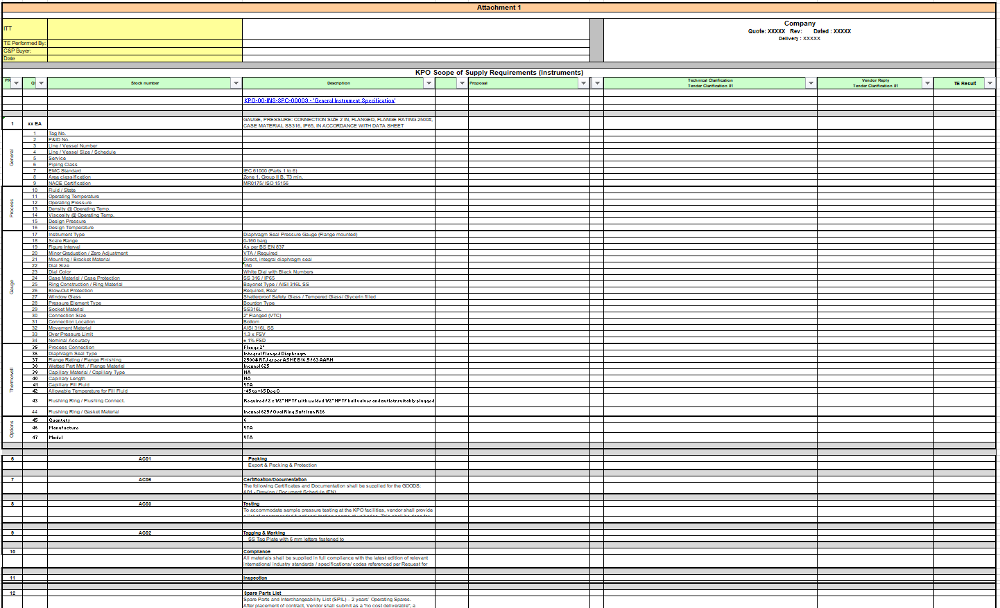 Attachment 1
ITT
Company
Quote: XXXXX Rev: Dated : XXXXX
Delivery : XXXXX
TE Performed By:
C&P Buyer:
Date
KPO Scope of Supply Requirements (Instruments)
PR Qt Stock number Description Proposal Technical Clarification Tender Clarification 01 Vendor Reply Tender Clarification 01 TE Result
KPO-00-INS-SPC-00009 - 'General Instrument Specification'
1 xx EA GAUGE, PRESSURE: CONNECTION SIZE 2 IN, FLANGED, FLANGE RATING 2500#,
CASE MATERIAL SS316, IP65, IN ACCORDANCE WITH DATA SHEET
General
1 Tag No.
2 P&ID No.
3 Line / Vessel Number
4 Line / Vessel Size / Schedule
5 Service
6 Piping Class
7 EMC Standard IEC 61000 (Parts 1 to 6)
8 Area classification Zone 1, Group II B, T3 min.
9 NACE Certification MR0175/ ISO 15156
Process
10 Fluid / State
11 Operating Temperature
12 Operating Pressure
13 Density @ Operating Temp.
14 Viscosity @ Operating Temp.
15 Design Pressure
16 Design Temperature
Gauge
17 Instrument Type Diaphragm Seal Pressure Gauge (Flange mounted)
18 Scale Range 0-160 barg
19 Figure Interval As per BS EN 837
20 Minor Graduation / Zero Adjustment VTA / Required
21 Mounting / Bracket Material Direct, integral diaphragm seal
22 Dial Size 150
23 Dial Color White Dial with Black Numbers
24 Case Material / Case Protection SS 316 / IP65
25 Ring Construction / Ring Material Bayonet Type / AISI 316L SS
26 Blow-Out Protection Required, Rear
27 Window Glass Shatterproof Safety Glass / Tempered Glass/ Glycerin filled
28 Pressure Element Type Bourdon Type
29 Socket Material SS316L
30 Connection Size 2" Flanged (VTC)
31 Connection Location Bottom
32 Movement Material AISI 316L SS
33 Over Pressure Limit 1.3 x FSV
34 Nominal Accuracy ± 1% FSD
Thermowell
35 Process Connection Flange 2"
36 Diaphragm Seal Type Integral Flanged Diaphragm
37 Flange Rating / Flange Finishing 2500# RTJ as per ASME B16.5 / 63 AARH
38 Wetted Part Mtrl. / Flange Material Inconel 625
39 Capillary Material / Capillary Type NA
40 Capillary Length NA
41 Capillary Fill Fluid VTA
42 Allowable Temperature for Fill Fluid -45 to +65 Deg C
43 Flushing Ring / Flushing Connect. Required / 2 x 1/2" NPTF with welded 1/2" NPTF ball valves and outlet suitably plugged
44 Flushing Ring / Gasket Material Inconel 625 / Oval Ring Soft Iron R26
Options
45 Quantaty 6
46 Manufacture VTA
47 Model VTA
6 AC01 Packing
Export & Packing & Protection
7 AC06 Certification/Documentation
The following Certificates and Documentation shall be supplied for the GOODS:
A01 - Drawing / Document Schedule (EN)
8 AC03 Testing
To accommodate sample pressure testing at the KPO facilities, vendor shall provide
9 AC02 Tagging & Marking
SS Tag Plate with 6 mm letters fastened to
10 Compliance
All materials shall be supplied in full compliance with the latest edition of relevant
international industry standards / specifications/ codes referenced per Request for
11 Inspection
12 Spare Parts List
Spare Parts and Interchangeability List (SPIL) – 2 years' Operating Spares.
After placement of contract, Vendor shall submit as a "no cost deliverable", a